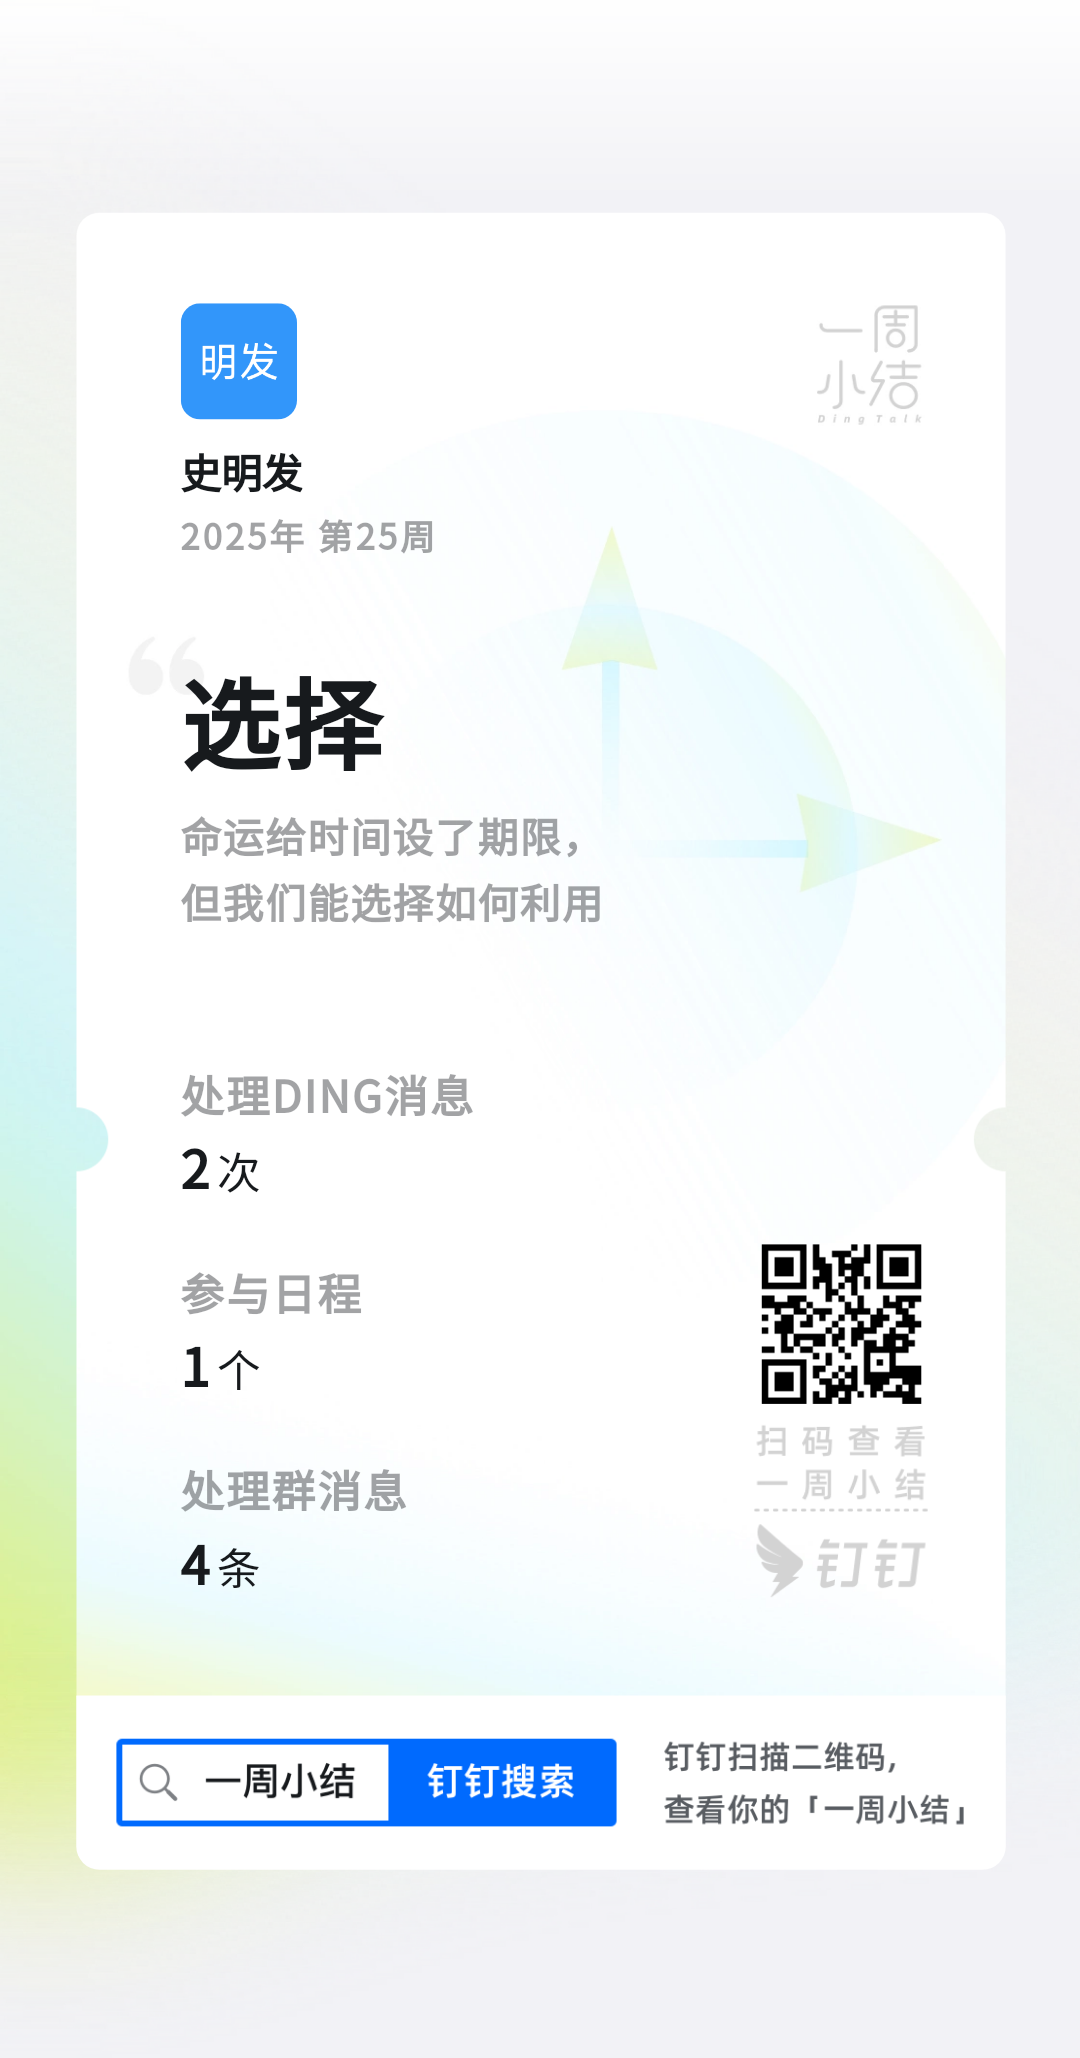 明发
一周
小结
DingTalk
史明发
2025年 第25周
“
选择
命运给时间设了期限，
但我们能选择如何利用
处理DING消息
2次
参与日程
1个
处理群消息
4条
扫码查看
一周小结
钉钉
一周小结
钉钉搜索
钉钉扫描二维码，
查看你的「一周小结」